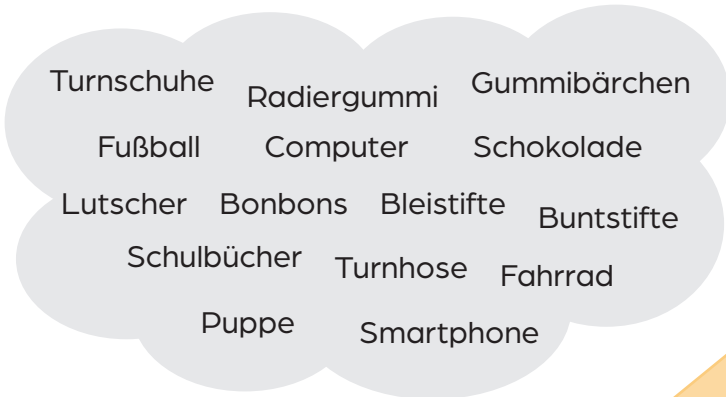 Turnschuhe Radiergummi Gummibärchen
Fußball Computer Schokolade
Lutscher Bonbons Bleistifte Buntstifte
Schulbücher Turnhose Fahrrad
Puppe Smartphone